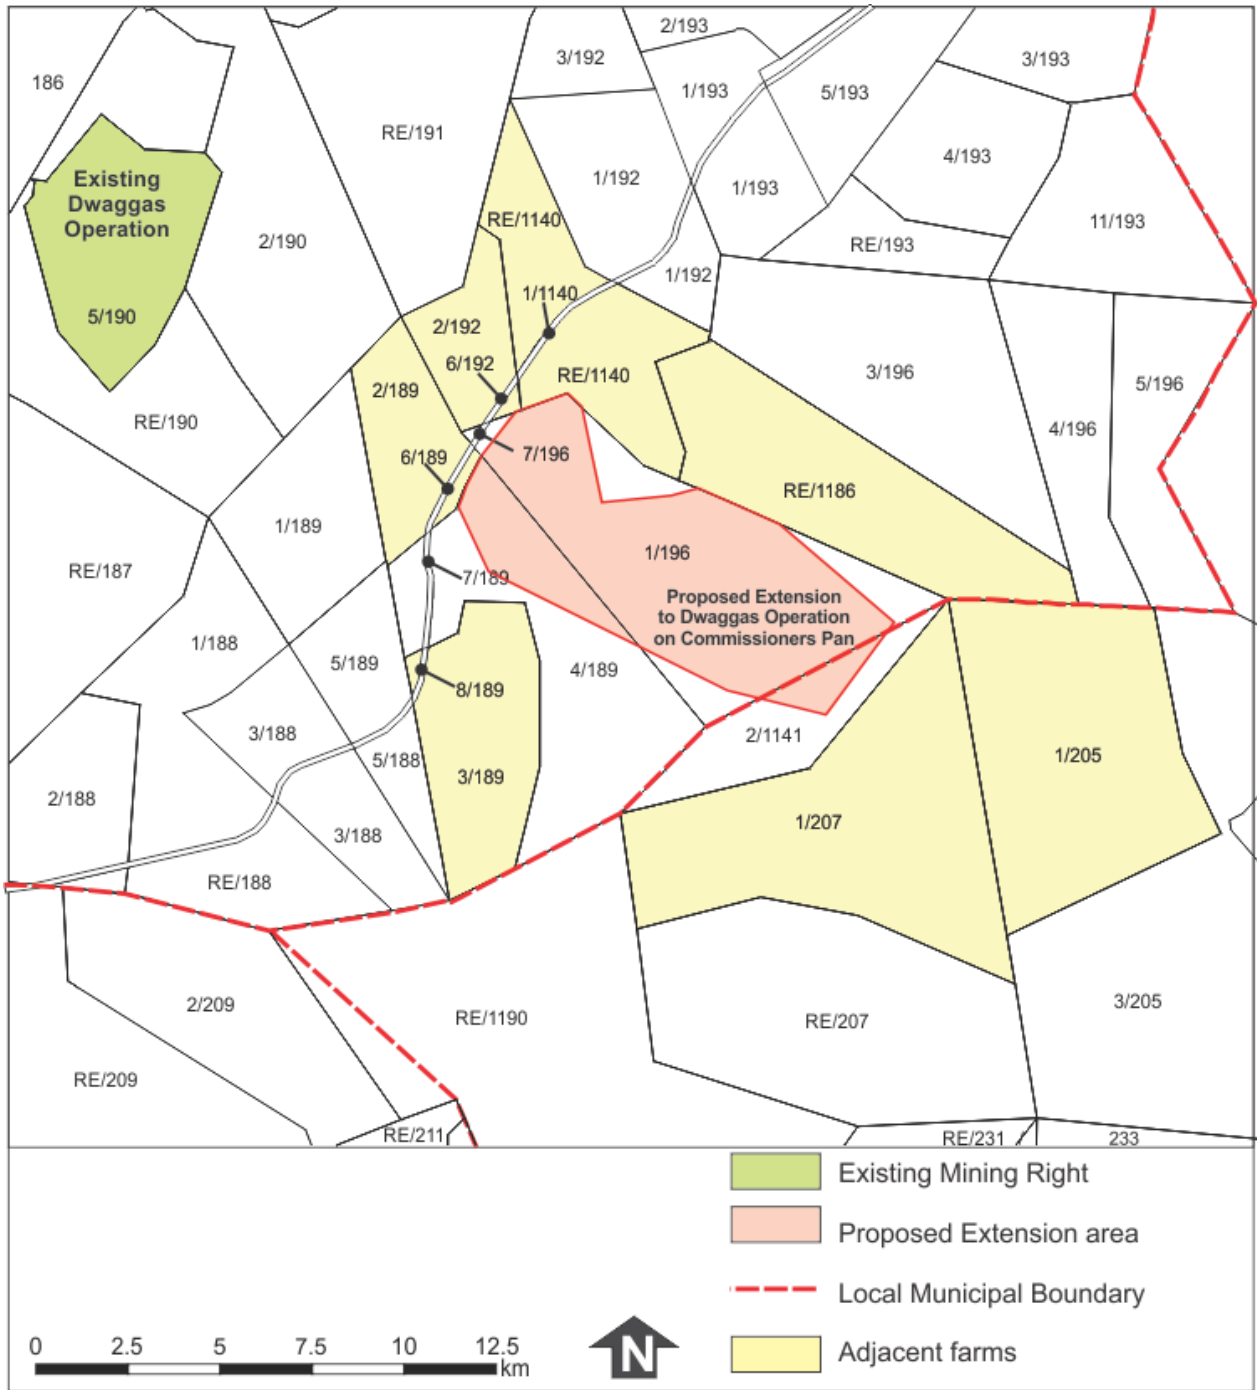 2/193
3/192
3/193
186
1/193
5/193
RE/191
4/193
Existing
Dwaggas
Operation
1/192
1/193
RE/1140
11/193
2/190
RE/193
1/192
1/1140
5/190
2/192
6/192
3/196
RE/1140
5/196
2/189
RE/190
4/196
6/189
7/196
RE/1186
1/189
1/196
RE/187
7/189
Proposed Extension
to Dwaggas Operation
on Commissioners Pan
1/188
5/189
4/189
8/189
3/188
2/1141
5/188
1/205
3/189
2/188
1/207
3/188
RE/188
3/205
2/209
RE/1190
RE/207
RE/209
RE/211
RE/231
233
Existing Mining Right
Proposed Extension area
Local Municipal Boundary
Adjacent farms
0 2.5 5 7.5 10 12.5
km
N